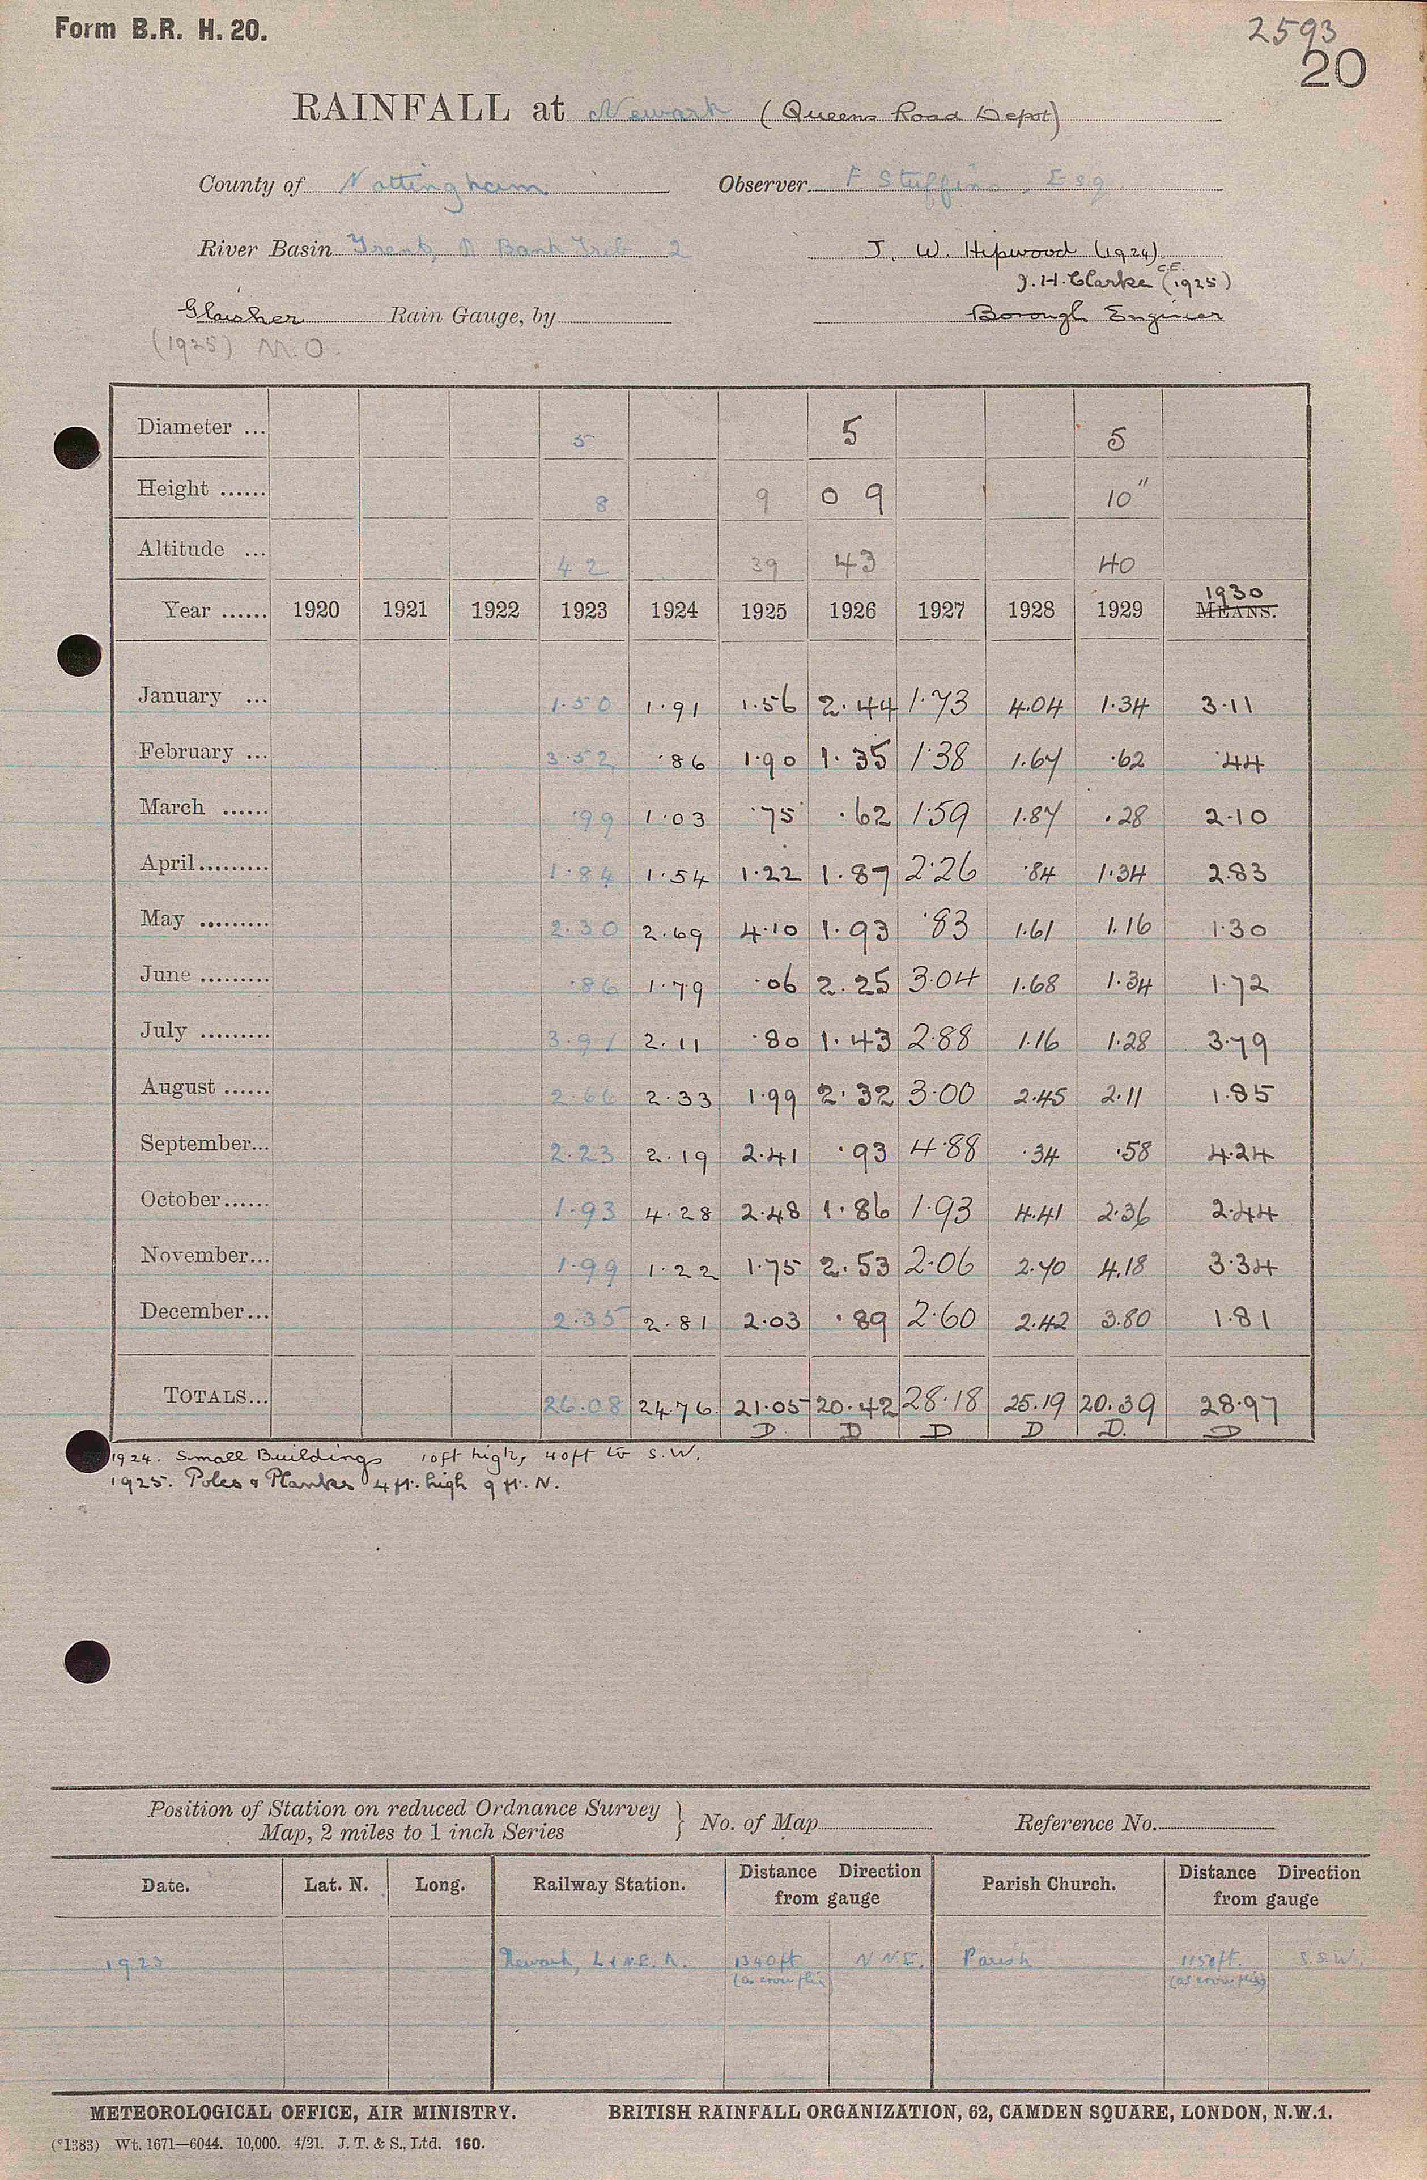 Form B.R. H. 20.
2593
20
RAINFALL at Newark (Queens Road Depot)
County of Nottingham Observer F Stuffins, Esq
River Basin Trent, R Bank Trib 2 J. W. Hipwood (1924)
J. H. Clarke C.E. (1925)
Glaisher Rain Gauge, by Borough Engineer
(1925) M.O.
Diameter ... 5 5 5
Height ...... 8 9 0 9 10"
Altitude ... 42 39 43 40
Year ...... 1920 1921 1922 1923 1924 1925 1926 1927 1928 1929 1930 MEANS.
January ... 1.50 1.91 1.56 2.44 1.73 4.04 1.34 3.11
February ... 3.52 .86 1.90 1.35 1.38 1.67 .62 .44
March ...... .99 1.03 .75 .62 1.59 1.87 .28 2.10
April......... 1.84 1.54 1.22 1.87 2.26 .84 1.34 2.83
May ......... 2.30 2.69 4.10 1.93 .83 1.61 1.16 1.30
June ......... .86 1.79 .06 2.25 3.04 1.68 1.34 1.72
July ......... 3.91 2.11 .80 1.43 2.88 1.16 1.28 3.79
August ...... 2.66 2.33 1.99 2.32 3.00 2.45 2.11 1.85
September... 2.23 2.19 2.41 .93 4.88 .34 .58 4.24
October...... 1.93 4.28 2.48 1.86 1.93 4.41 2.36 2.44
November... 1.99 1.22 1.75 2.53 2.06 2.70 4.18 3.34
December... 2.35 2.81 2.03 .89 2.60 2.42 3.80 1.81
TOTALS... 26.08 24.76 21.05 20.42 28.18 25.19 20.39 28.97
D. D D D D. D
1924. Small Buildings 10ft high, 40ft to S.W.
1925. Poles & Planks 4 ft. high 9 ft. N.
Position of Station on reduced Ordnance Survey
Map, 2 miles to 1 inch Series } No. of Map Reference No.
Date. Lat. N. Long. Railway Station. Distance Direction from gauge Parish Church. Distance Direction from gauge
1923 Newark, L & N.E.R. 1340ft N N.E. Parish 1150ft. S.S.W.
(as crow flies) (as crow flies)
METEOROLOGICAL OFFICE, AIR MINISTRY. BRITISH RAINFALL ORGANIZATION, 62, CAMDEN SQUARE, LONDON, N.W.1.
(*1383) Wt. 1671—6044. 10,000. 4/21. J. T. & S., Ltd. 160.